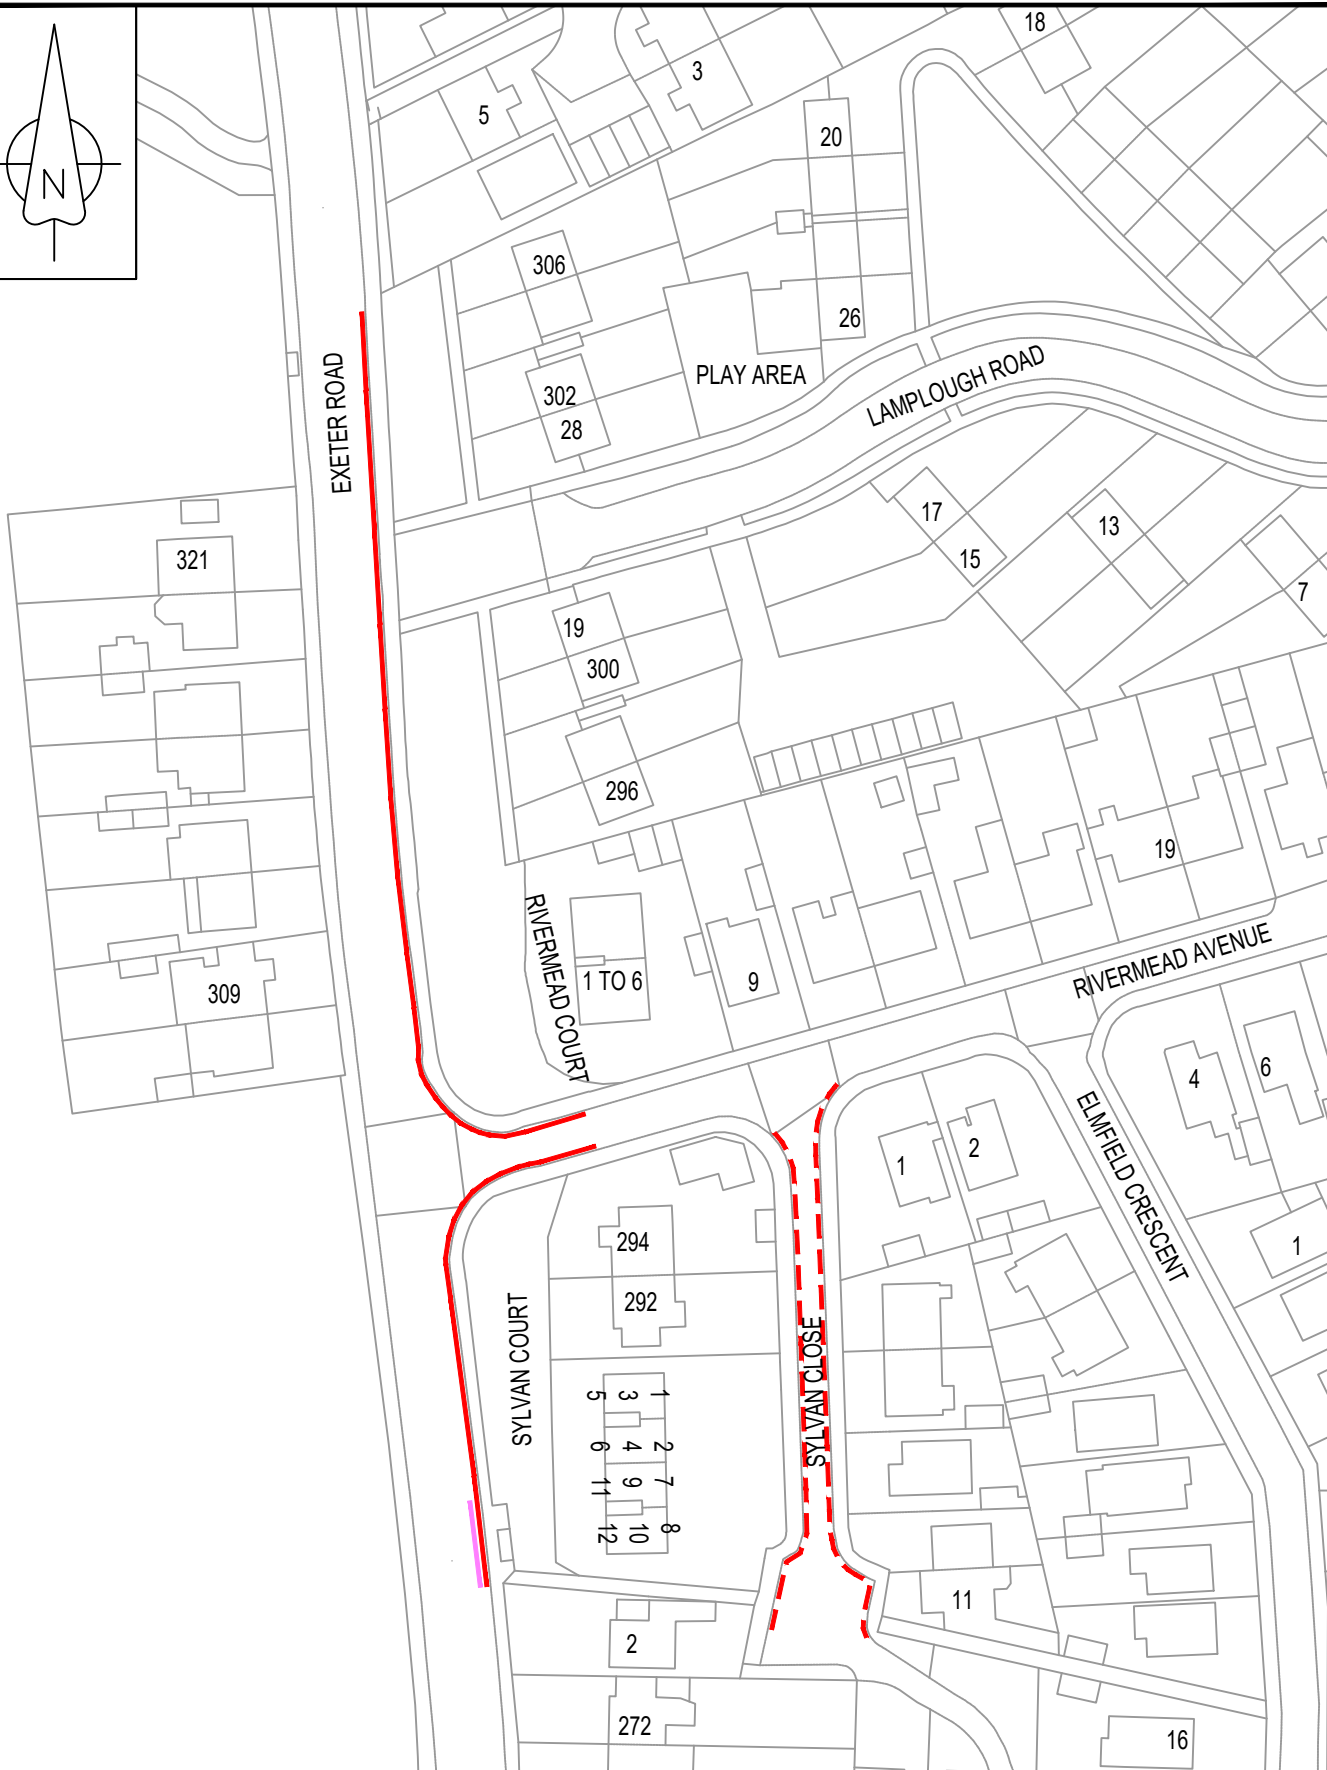 18
3
5
20
N
306
26
EXETER ROAD
LAMPLOUGH ROAD
PLAY AREA
302
28
17
13
321
15
7
19
300
296
19
RIVERMEAD COURT
1 TO 6
9
RIVERMEAD AVENUE
309
4
6
ELMFIELD CRESCENT
1
2
294
1
292
SYLVAN COURT
SYLVAN CLOSE
5 3 1
6 4 2
11 9 7
12 10 8
11
2
272
16